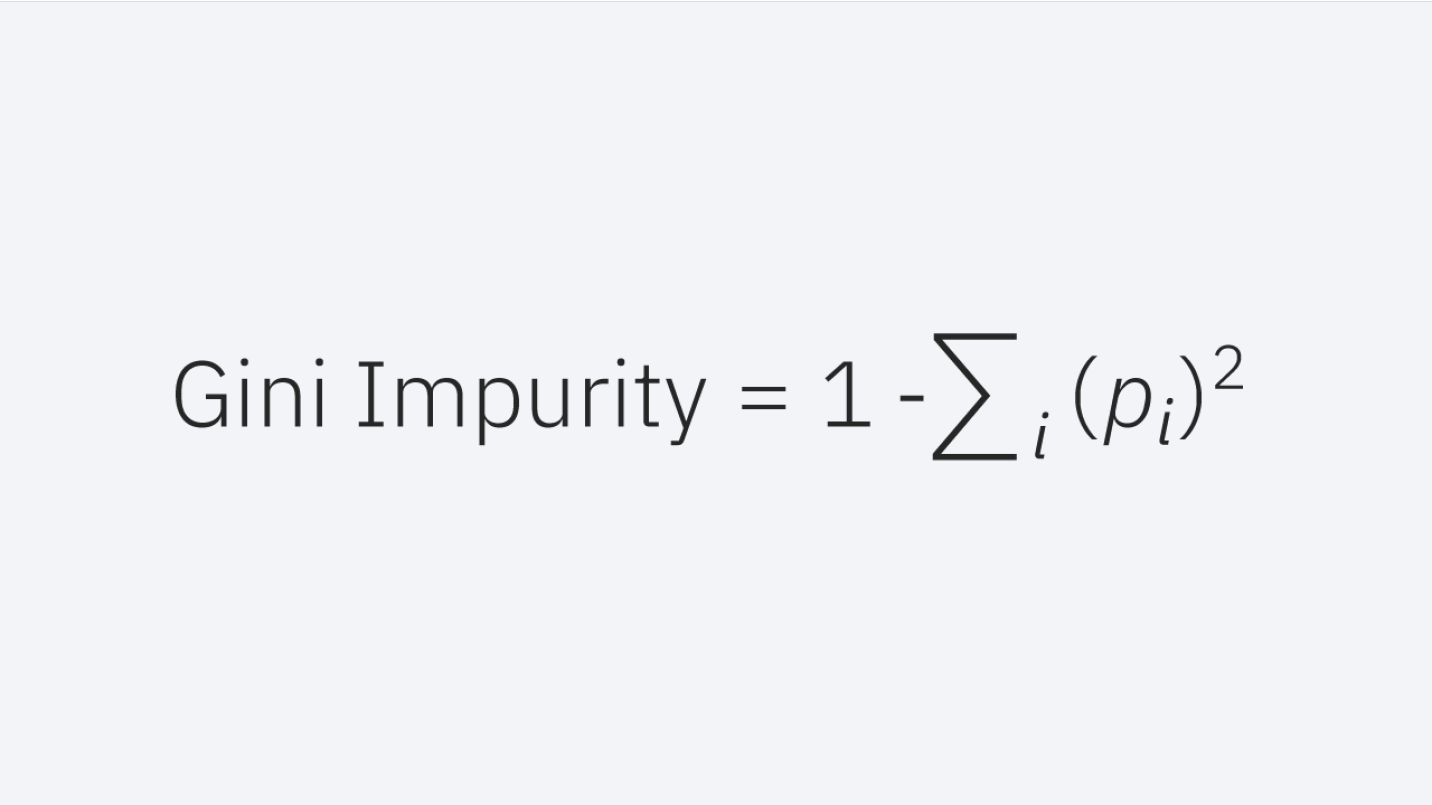 Gini Impurity = 1 -∑ᵢ (pᵢ)²